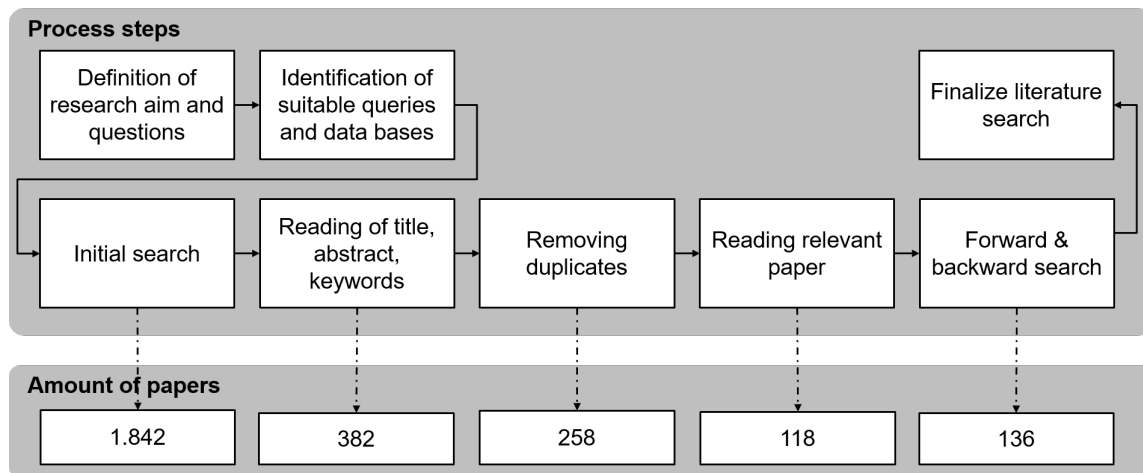 Process steps
Definition of
research aim and
questions
Identification of
suitable queries
and data bases
Finalize literature
search
Initial search
Reading of title,
abstract,
keywords
Removing
duplicates
Reading relevant
paper
Forward &
backward search
Amount of papers
1.842
382
258
118
136